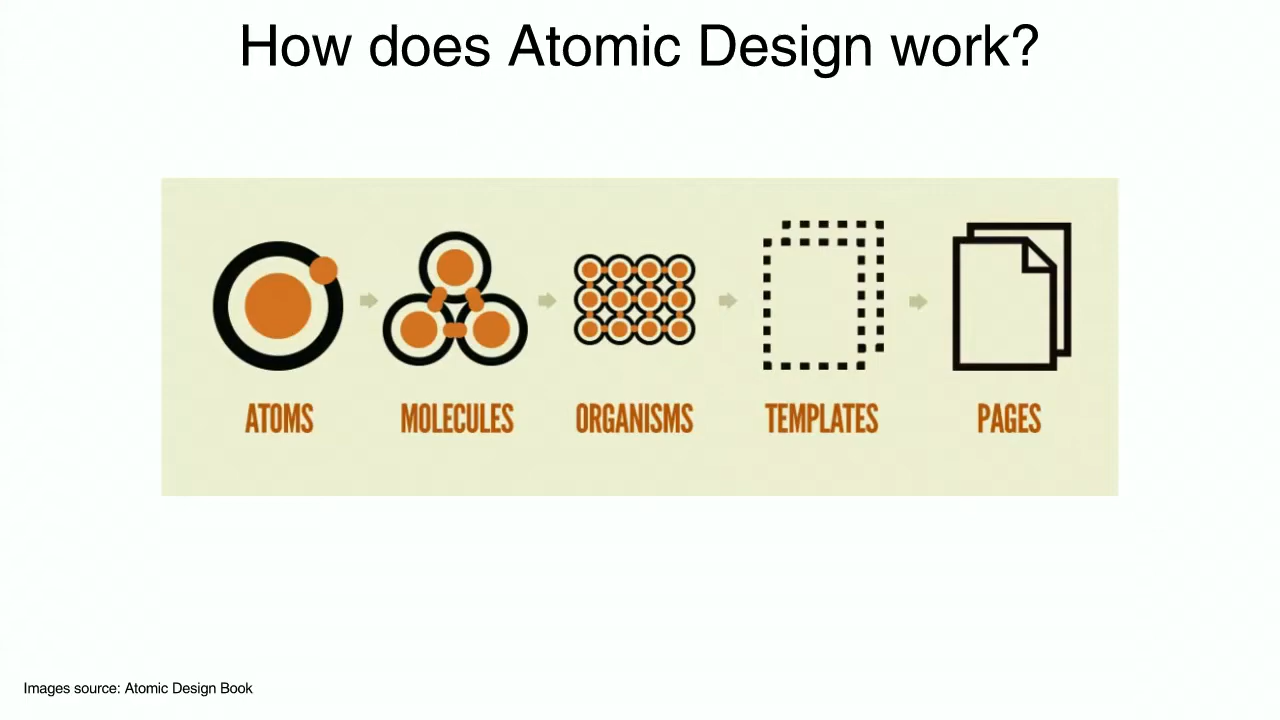 How does Atomic Design work?
ATOMS
MOLECULES
ORGANISMS
TEMPLATES
PAGES
Images source: Atomic Design Book